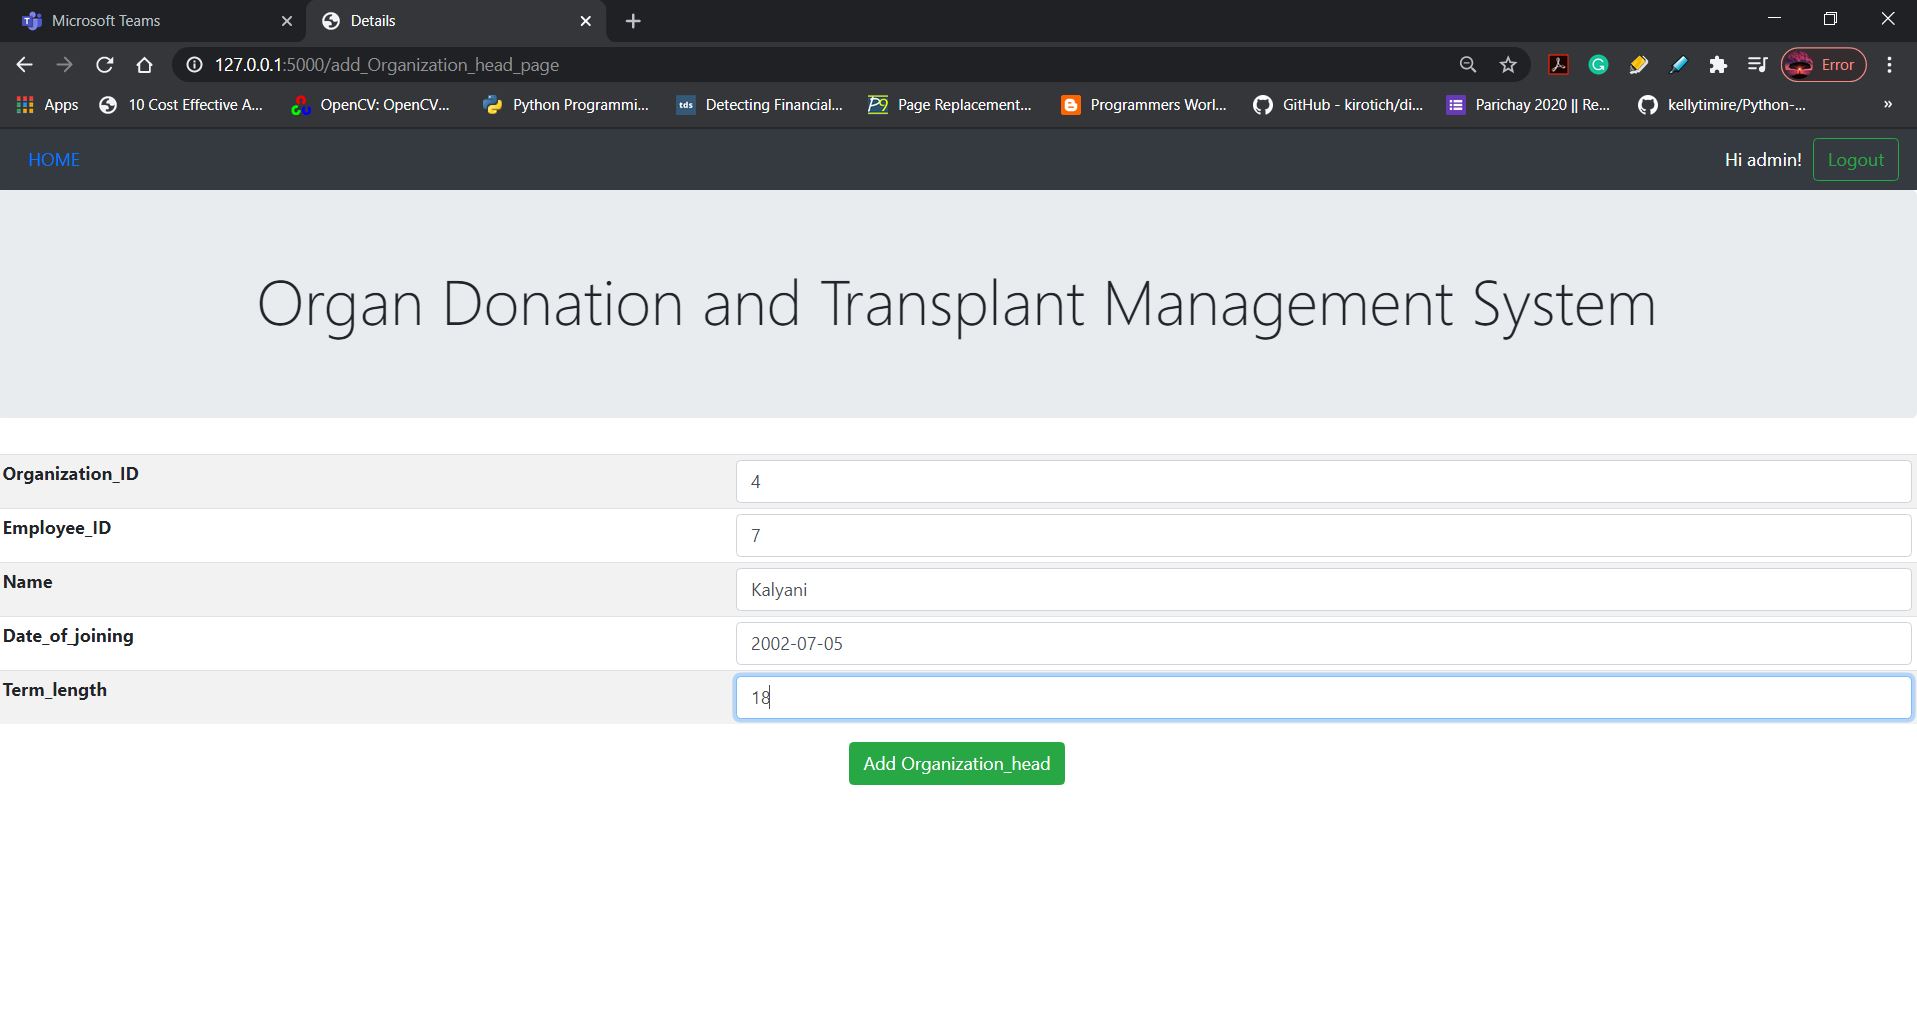 Microsoft Teams
Details
127.0.0.1:5000/add_Organization_head_page
Error
Apps
10 Cost Effective A...
OpenCV: OpenCV...
Python Programmi...
tds
Detecting Financial...
Page Replacement...
Programmers Worl...
GitHub - kirotich/di...
Parichay 2020 || Re...
kellytimire/Python-...
»
HOME
Hi admin!
Logout
Organ Donation and Transplant Management System
Organization_ID
4
Employee_ID
7
Name
Kalyani
Date_of_joining
2002-07-05
Term_length
18
Add Organization_head